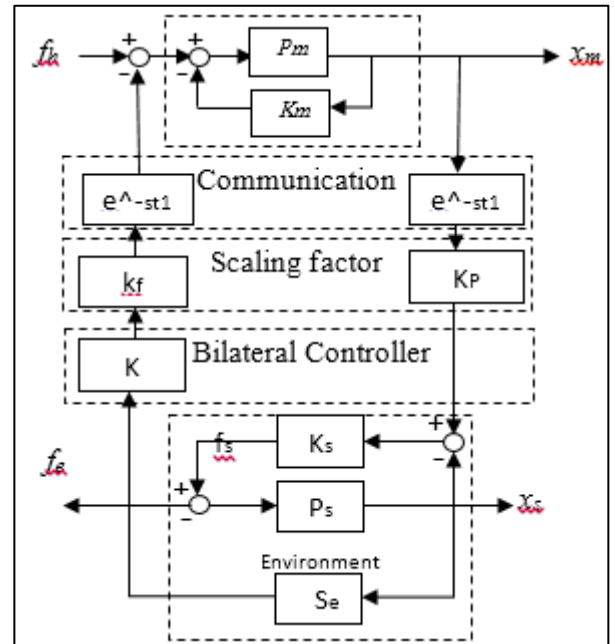 + +
fh Pm xm
− −
Km
Communication
e^-st1 e^-st1
Scaling factor
kf KP
Bilateral Controller
K
+
fs Ks −
fe +
− Ps xs
Environment
Se